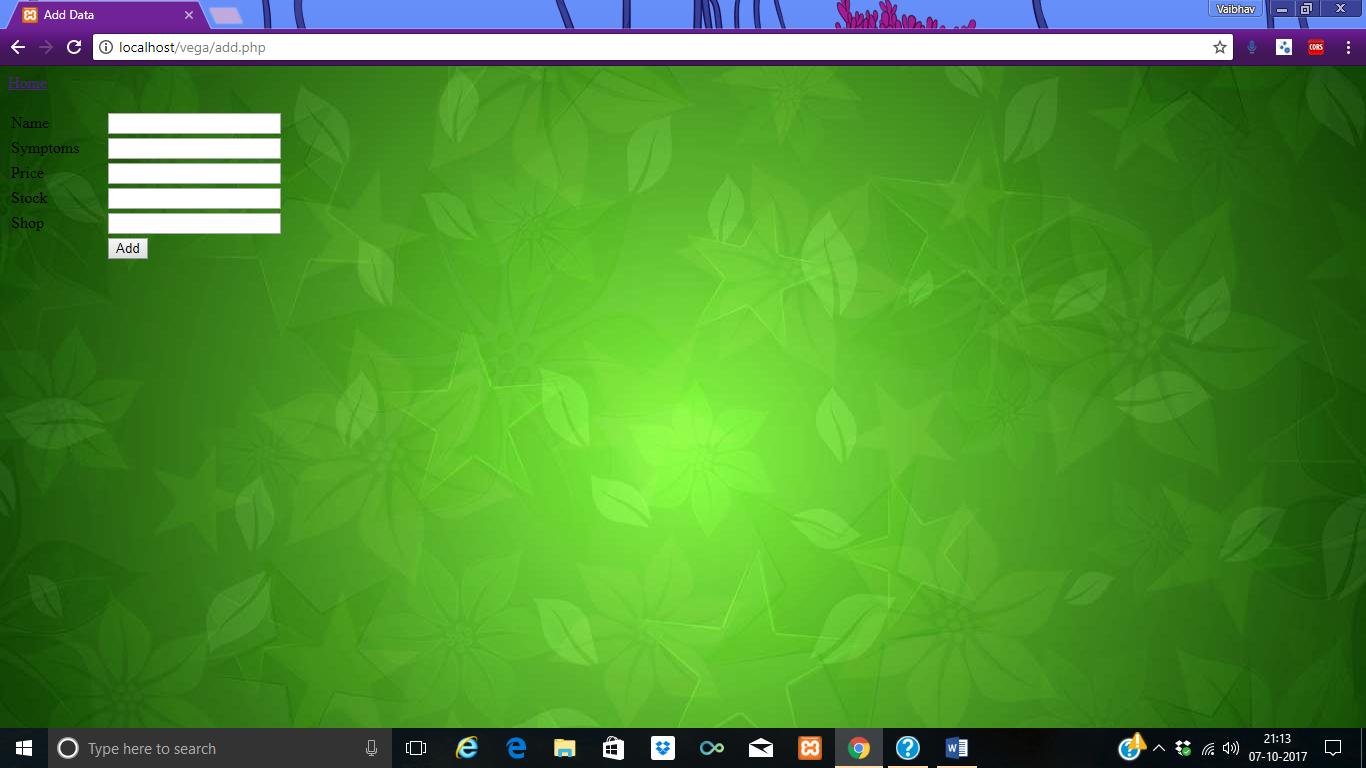 Add Data
Vaibhav
localhost/vega/add.php
CORS
Home
Name
Symptoms
Price
Stock
Shop
Add
Type here to search
21:13
07-10-2017